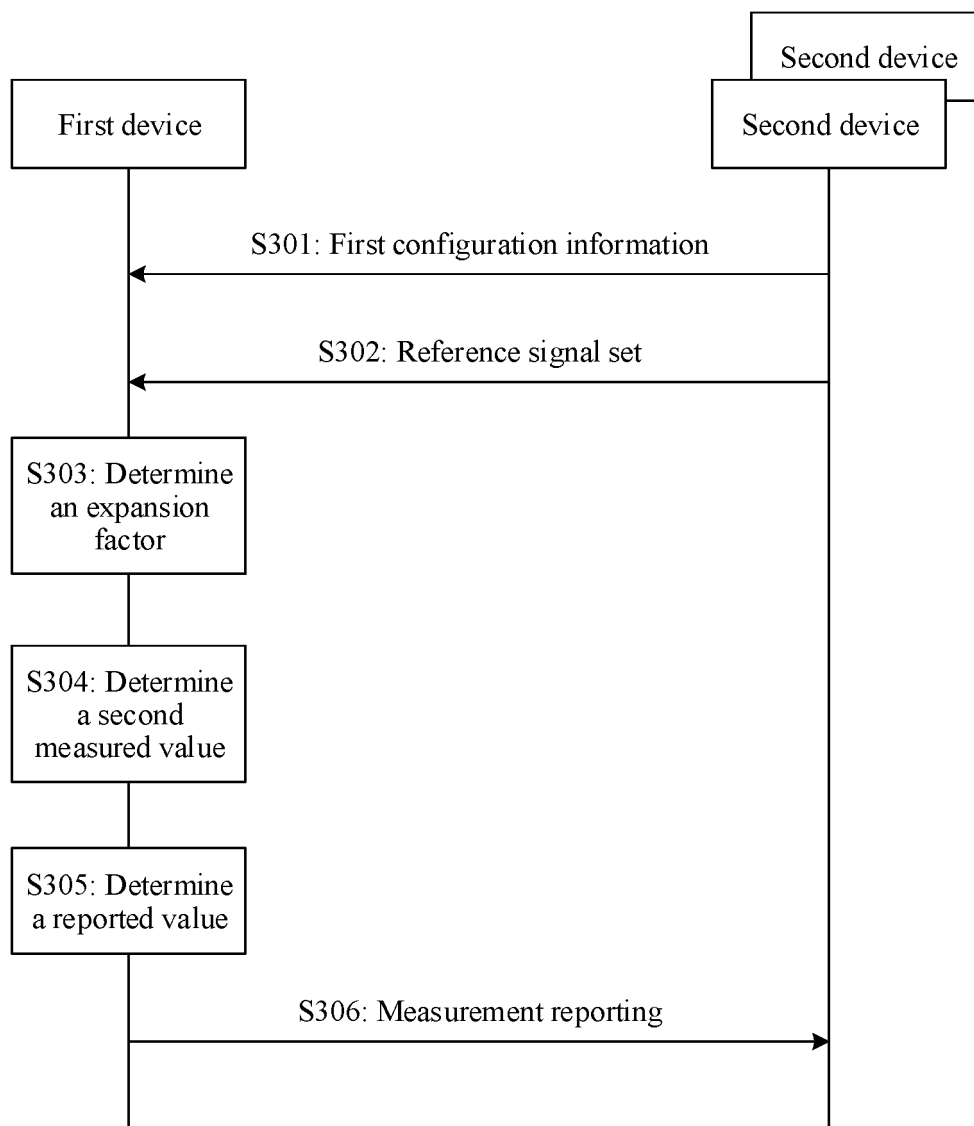 Second device
First device
Second device
S301: First configuration information
S302: Reference signal set
S303: Determine
an expansion
factor
S304: Determine
a second
measured value
S305: Determine
a reported value
S306: Measurement reporting